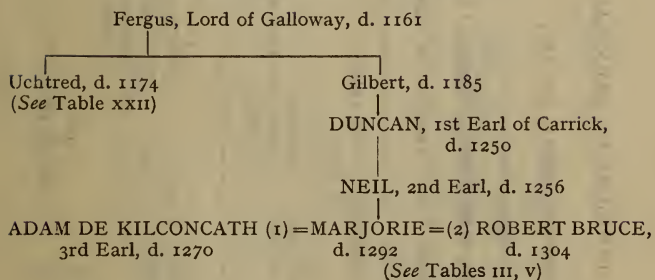 Fergus, Lord of Galloway, d. 1161
Uchtred, d. 1174 Gilbert, d. 1185
(See Table XXII)
DUNCAN, 1st Earl of Carrick,
d. 1250
NEIL, 2nd Earl, d. 1256
ADAM DE KILCONCATH (1)=MARJORIE=(2) ROBERT BRUCE,
3rd Earl, d. 1270 d. 1292 d. 1304
(See Tables III, V)